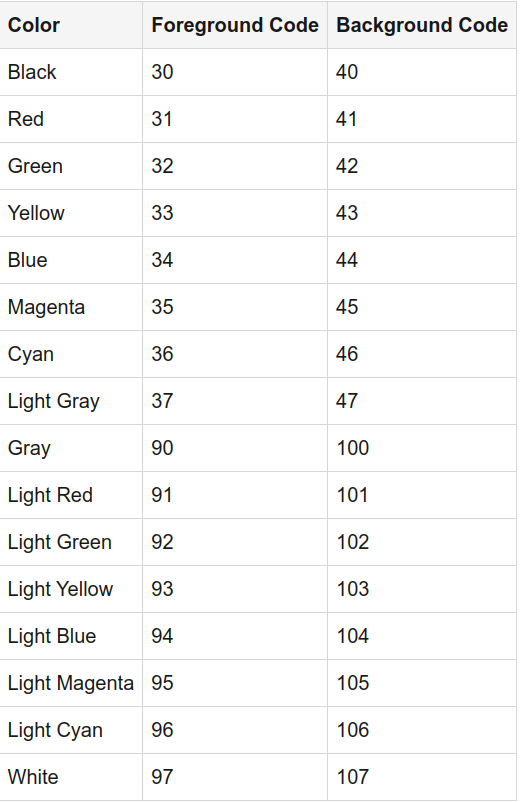 Color Foreground Code Background Code
Black 30 40
Red 31 41
Green 32 42
Yellow 33 43
Blue 34 44
Magenta 35 45
Cyan 36 46
Light Gray 37 47
Gray 90 100
Light Red 91 101
Light Green 92 102
Light Yellow 93 103
Light Blue 94 104
Light Magenta 95 105
Light Cyan 96 106
White 97 107